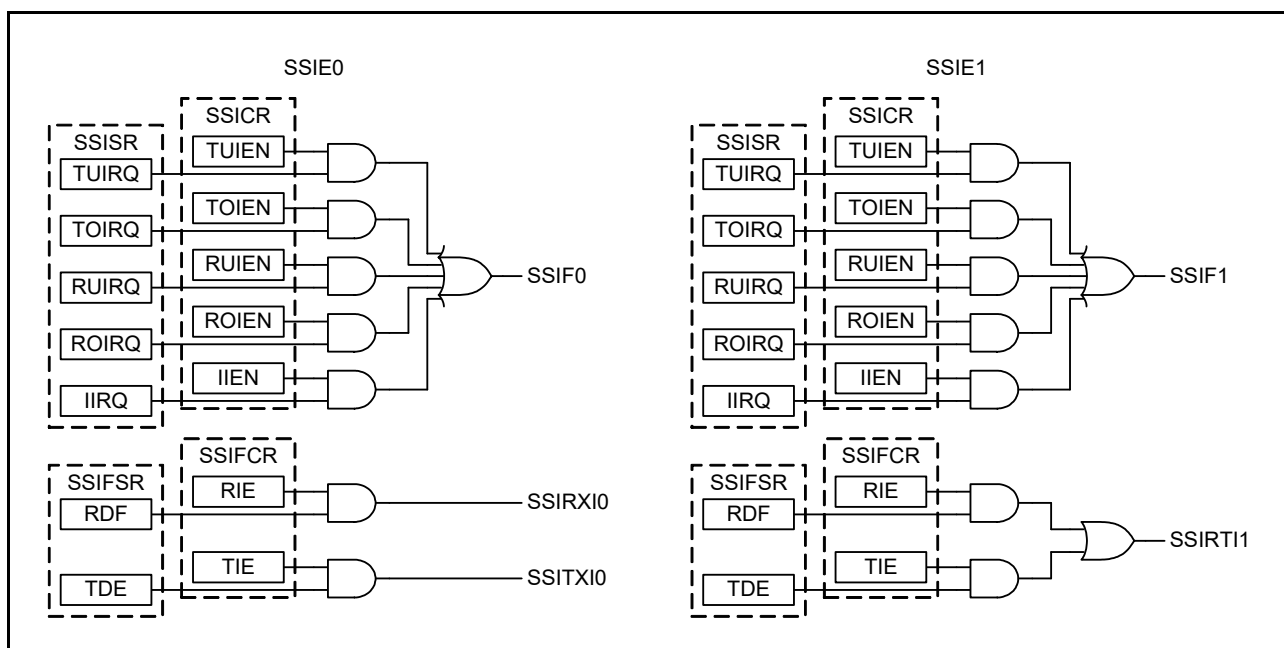 SSIE0
SSICR
SSISR
TUIEN
TUIRQ
TOIEN
TOIRQ
RUIEN
SSIF0
RUIRQ
ROIEN
ROIRQ
IIEN
IIRQ
SSIFCR
SSIFSR
RIE
RDF
SSIRXI0
TIE
TDE
SSITXI0
SSIE1
SSICR
SSISR
TUIEN
TUIRQ
TOIEN
TOIRQ
RUIEN
SSIF1
RUIRQ
ROIEN
ROIRQ
IIEN
IIRQ
SSIFCR
SSIFSR
RIE
RDF
SSIRTI1
TIE
TDE